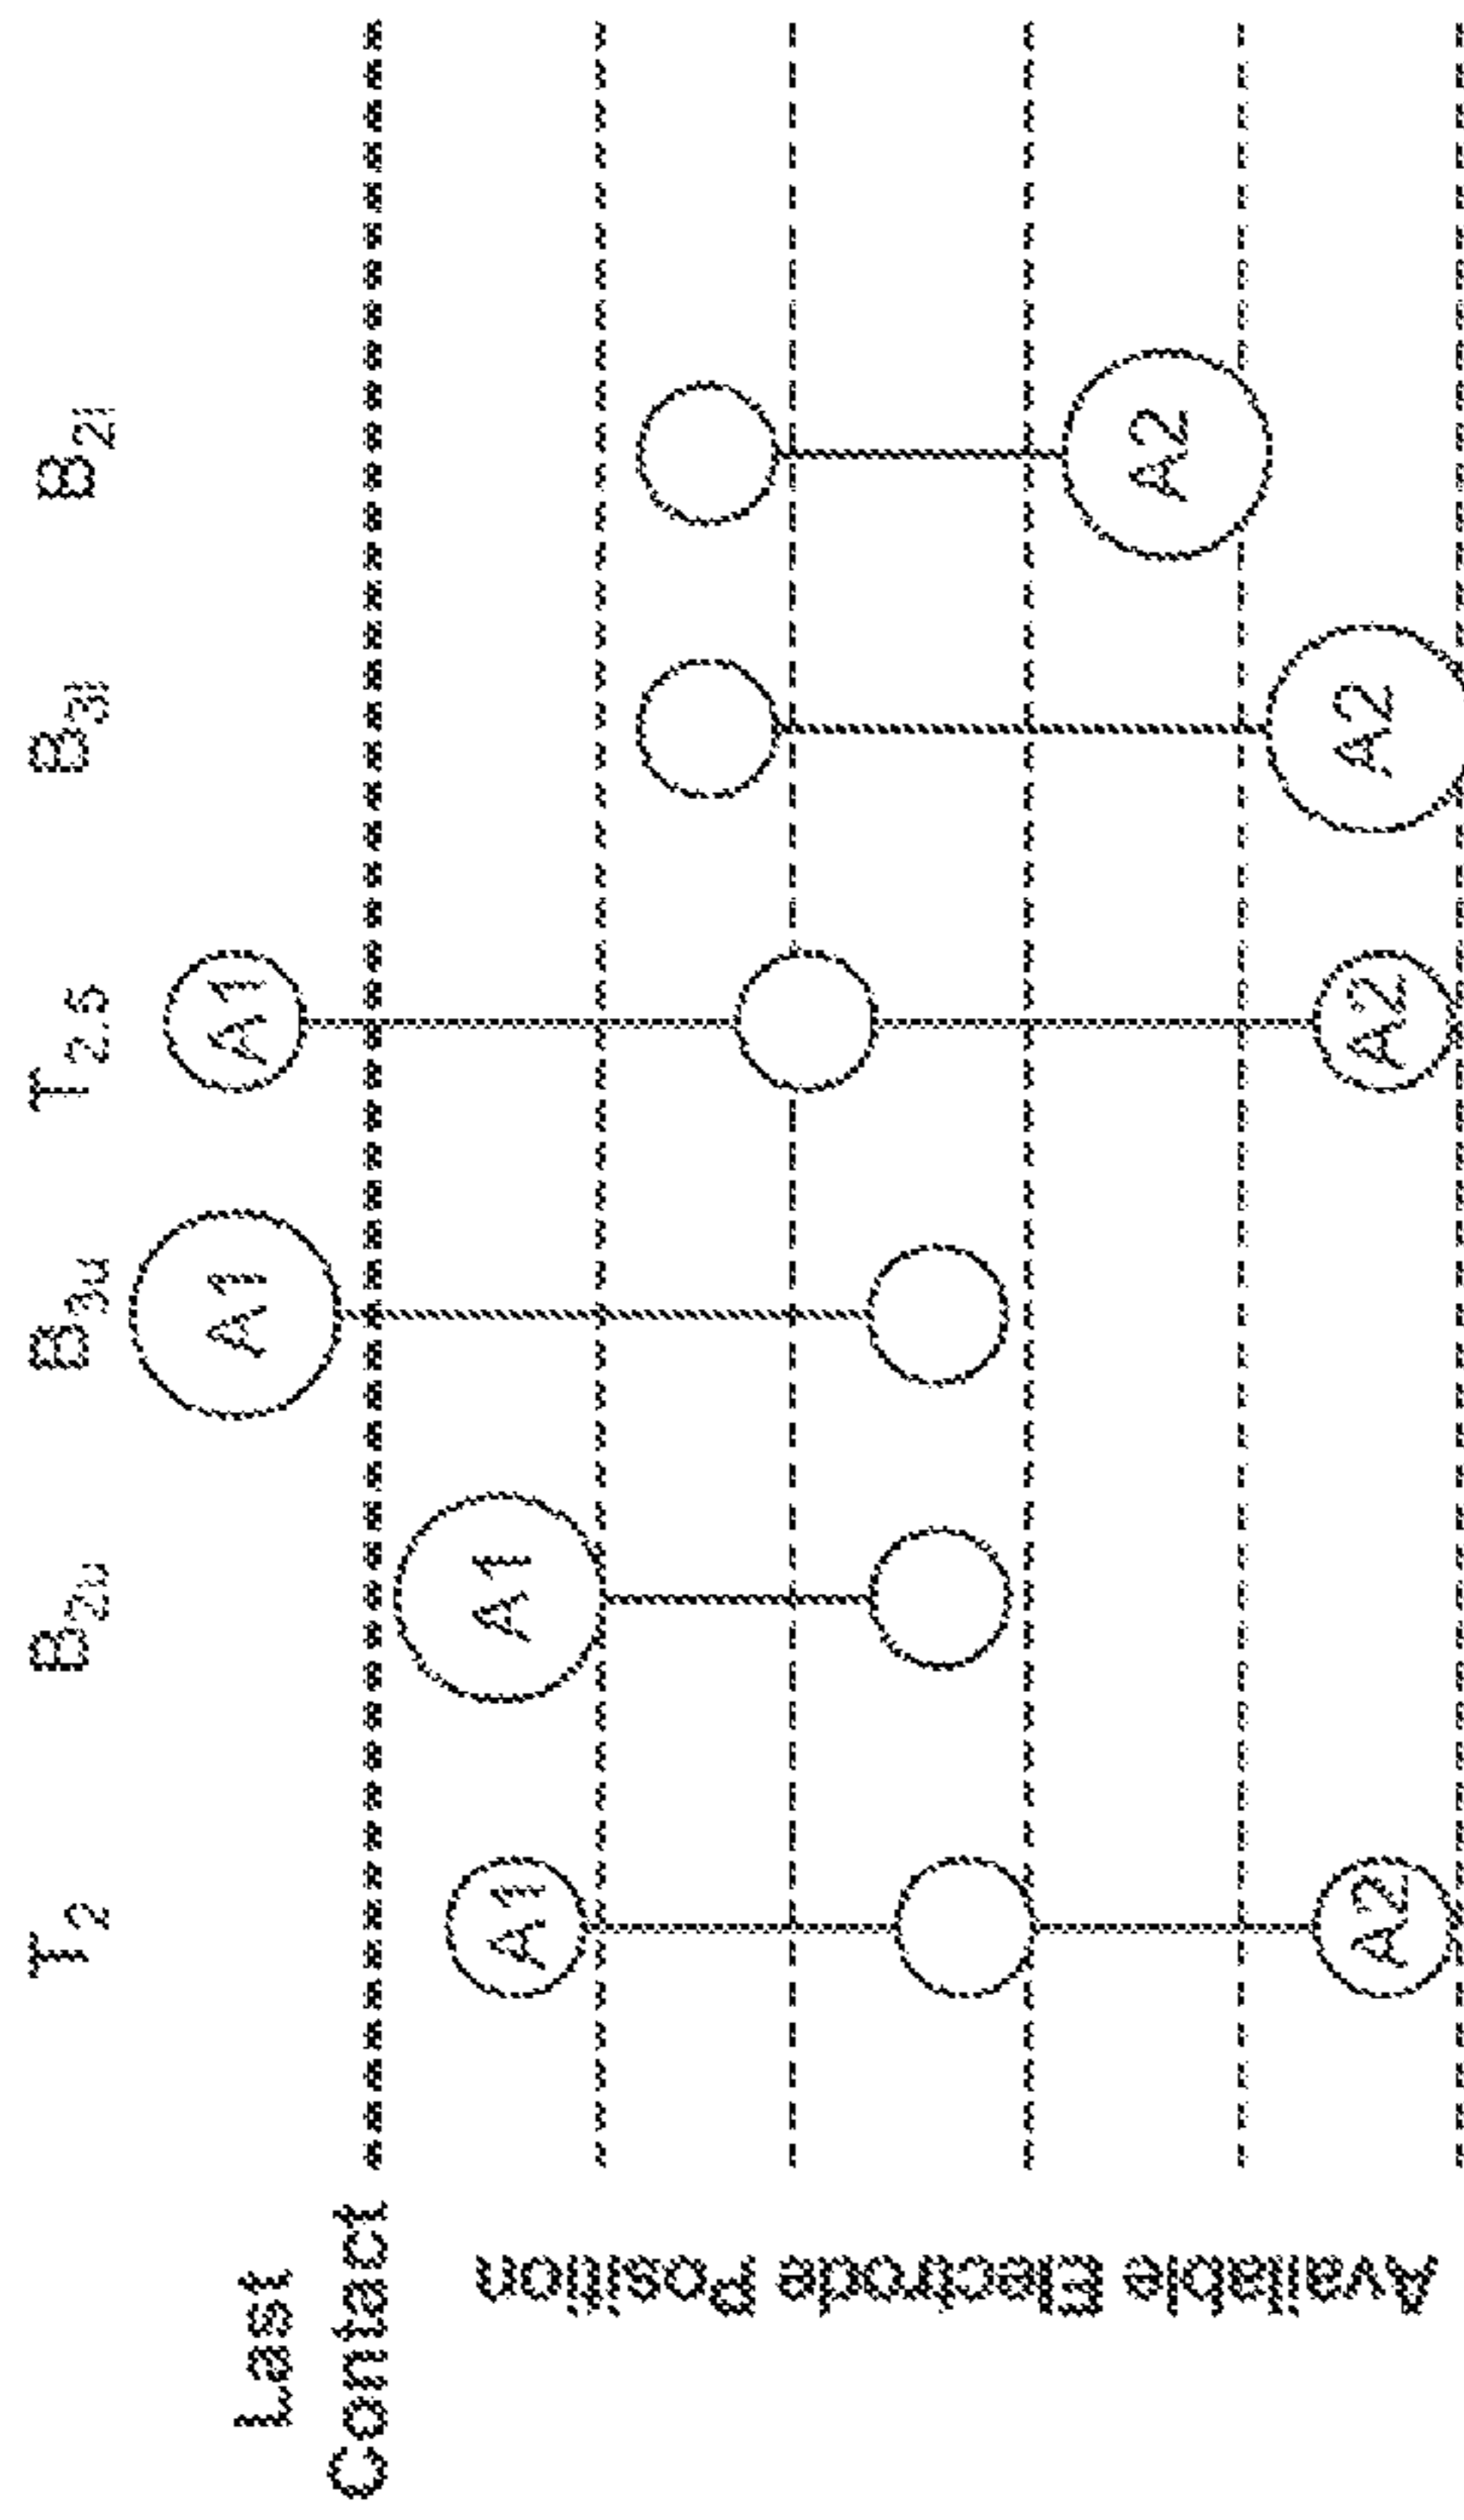 T2 B2u B3u T2.5 B3l B2l
A1 A1
Last
Contact
A1 A1
Available Electrode Position
A2
A2 A2 A2